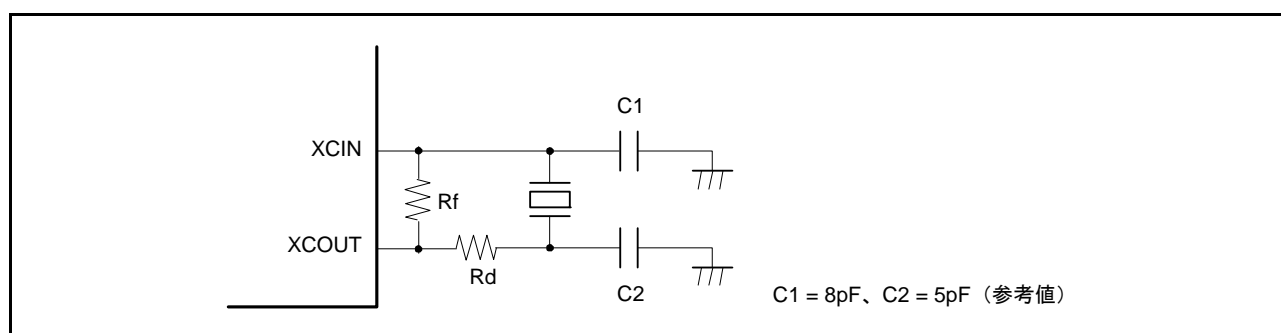 C1
XCIN
Rf
XCOUT
Rd
C2
C1 = 8pF、C2 = 5pF（参考値）